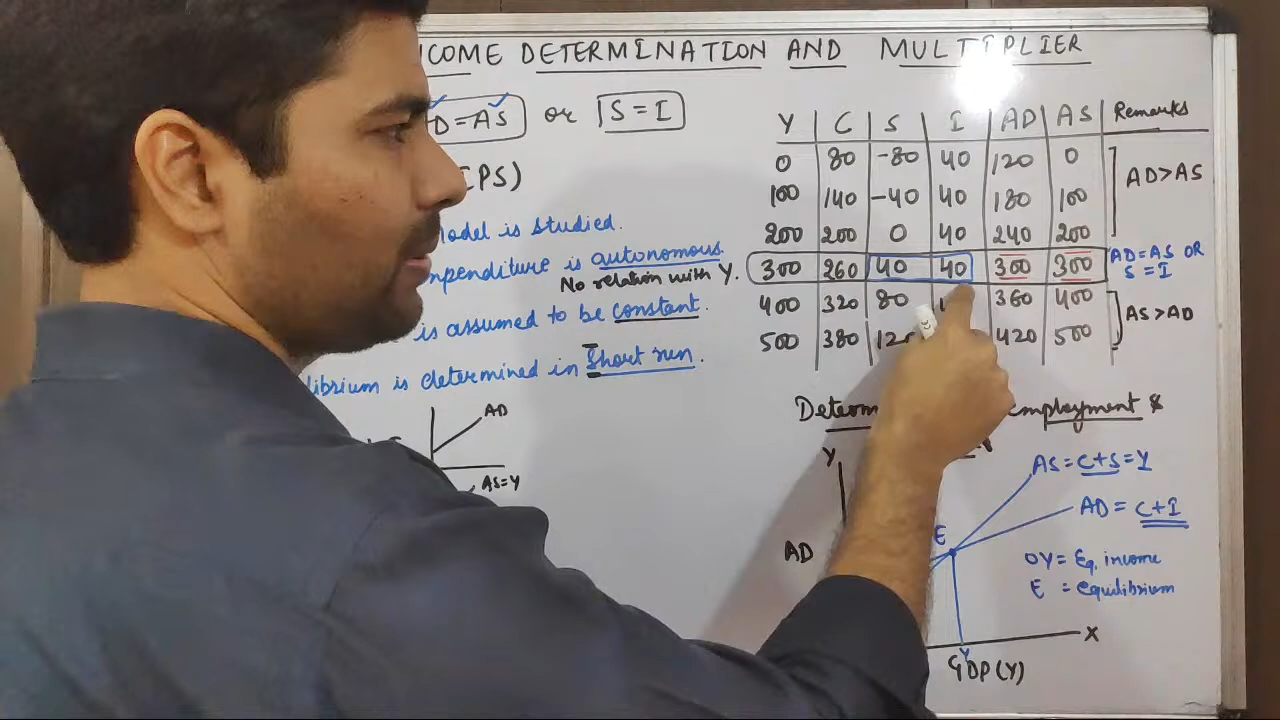 COME DETERMINATION AND MULTIPLIER
D=AS or S=I
CPS)
odel is studied.
penditure is autonomous.
No relation with Y.
is assumed to be constant.
librium is determined in short run.
AD
AS=Y
Y C S I AD AS Remarks
0 80 -80 40 120 0
100 140 -40 40 180 100
AD>AS
200 200 0 40 240 200
300 260 40 40 300 300
AD=AS OR
S=I
400 320 80 360 400
AS>AD
500 380 12 420 500
Determ employment &
Y
AS=C+S=Y
AD=C+I
E
AD
OY=Eq. income
E =equilibrium
X
Y
GDP(Y)